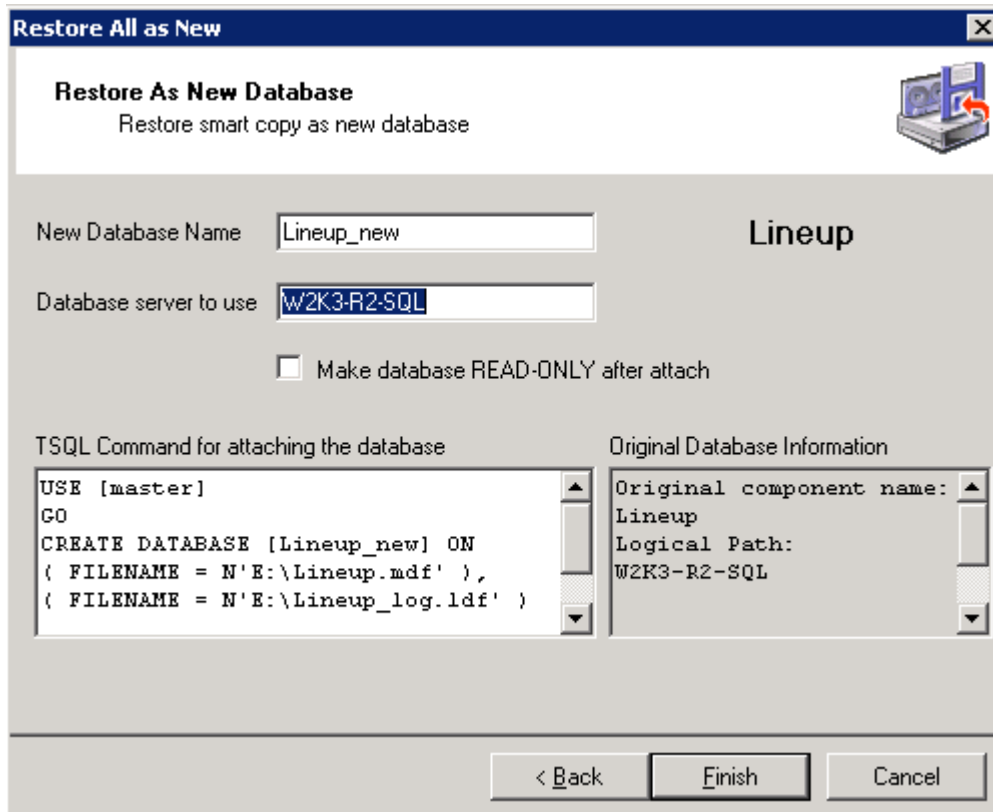 Restore All as New
Restore As New Database
Restore smart copy as new database
New Database Name
Lineup_new
Lineup
Database server to use
W2K3-R2-SQL
Make database READ-ONLY after attach
TSQL Command for attaching the database
USE [master]
GO
CREATE DATABASE [Lineup_new] ON
( FILENAME = N'E:\Lineup.mdf' ),
( FILENAME = N'E:\Lineup_log.ldf' )
Original Database Information
Original component name:
Lineup
Logical Path:
W2K3-R2-SQL
< Back
Finish
Cancel